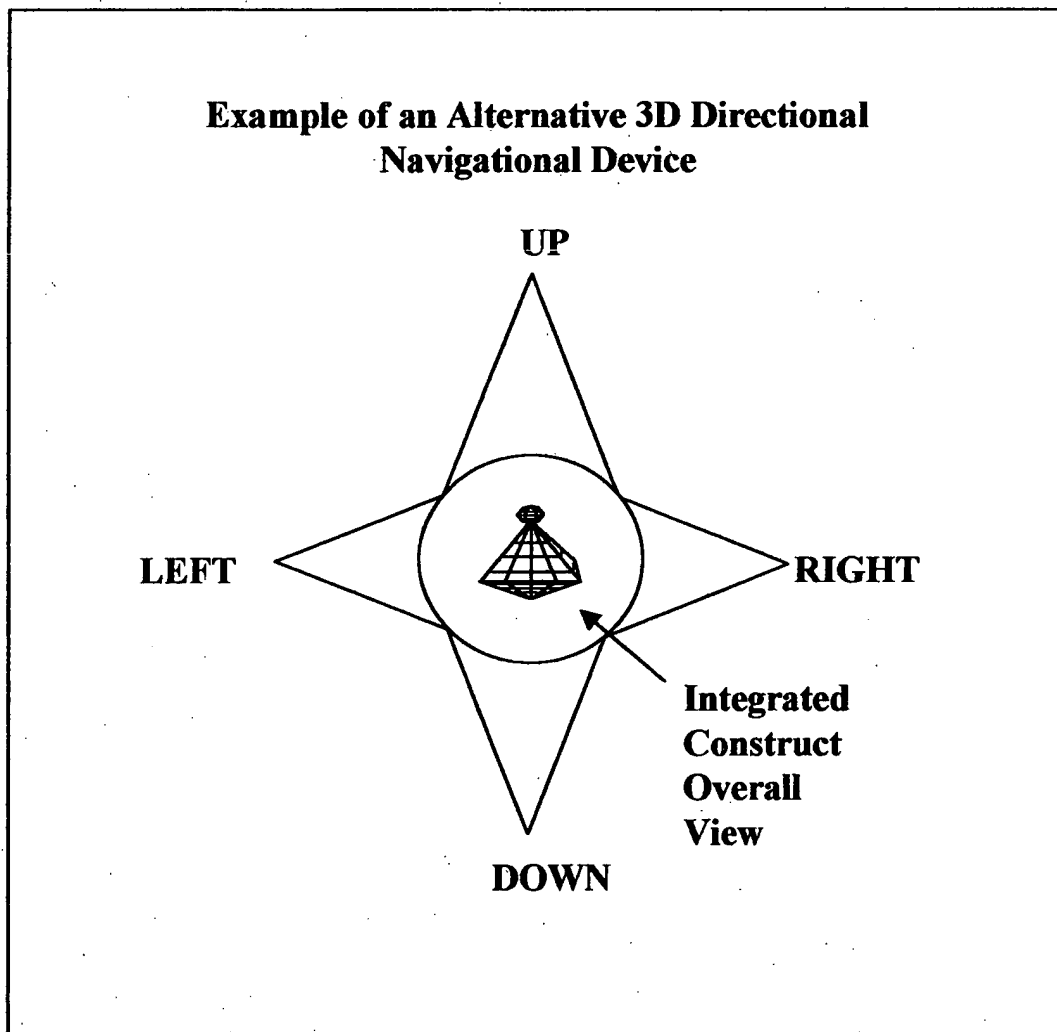 Example of an Alternative 3D Directional
Navigational Device
UP
LEFT
RIGHT
Integrated
Construct
Overall
View
DOWN